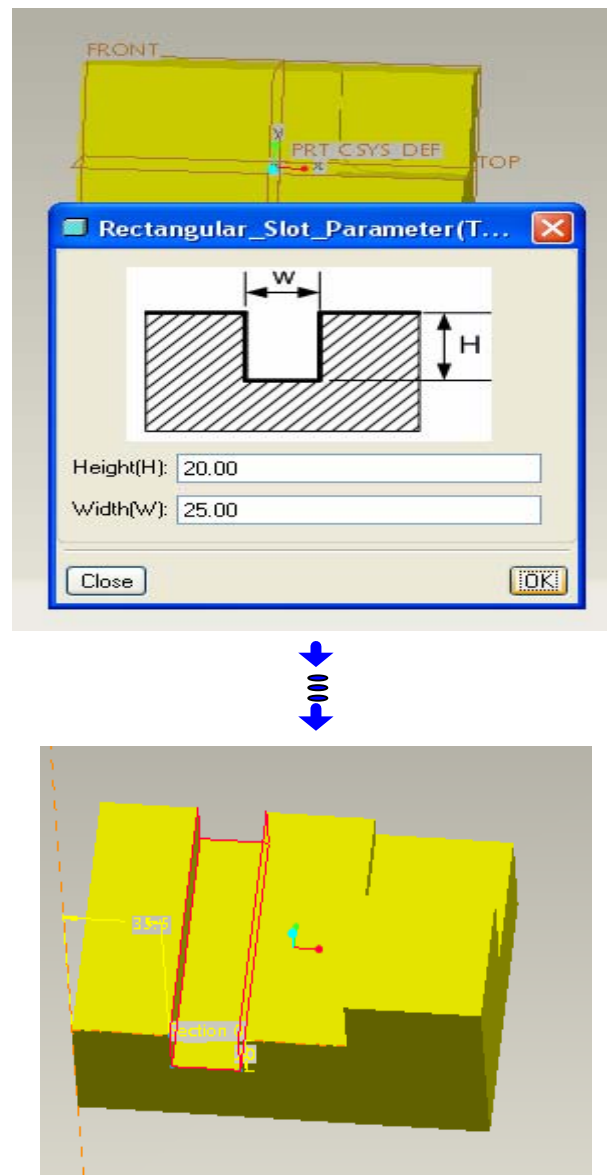 FRONT
y
PRT_CSYS_DEF
x
TOP
Rectangular_Slot_Parameter(T...
W
H
Height(H): 20.00
Width(W): 25.00
Close OK